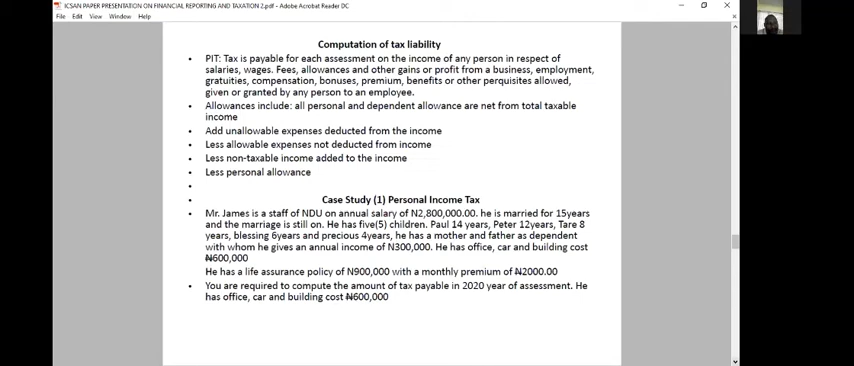 ICSAN PAPER PRESENTATION ON FINANCIAL REPORTING AND TAXATION 2.pdf - Adobe Acrobat Reader DC
File Edit View Window Help
Computation of tax liability
• PIT: Tax is payable for each assessment on the income of any person in respect of
salaries, wages. Fees, allowances and other gains or profit from a business, employment,
gratuities, compensation, bonuses, premium, benefits or other perquisites allowed,
given or granted by any person to an employee.
• Allowances include: all personal and dependent allowance are net from total taxable
income
• Add unallowable expenses deducted from the income
• Less allowable expenses not deducted from income
• Less non-taxable income added to the income
• Less personal allowance
•
• Case Study (1) Personal Income Tax
• Mr. James is a staff of NDU on annual salary of N2,800,000.00. he is married for 15years
and the marriage is still on. He has five(5) children. Paul 14 years, Peter 12years, Tare 8
years, blessing 6years and precious 4years, he has a mother and father as dependent
with whom he gives an annual income of N300,000. He has office, car and building cost
₦600,000
He has a life assurance policy of N900,000 with a monthly premium of ₦2000.00
• You are required to compute the amount of tax payable in 2020 year of assessment. He
has office, car and building cost ₦600,000